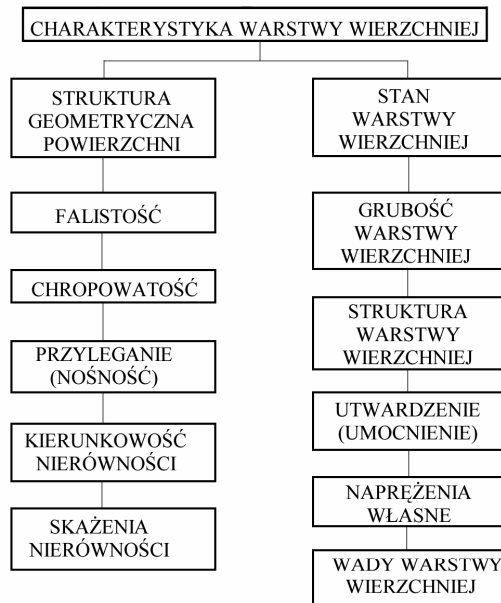 CHARAKTERYSTYKA WARSTWY WIERZCHNIEJ
STRUKTURA
GEOMETRYCZNA
POWIERZCHNI
FALISTOŚĆ
CHROPOWATOŚĆ
PRZYLEGANIE
(NOŚNOŚĆ)
KIERUNKOWOŚĆ
NIERÓWNOŚCI
SKAŻENIA
NIERÓWNOŚCI
STAN
WARSTWY
WIERZCHNIEJ
GRUBOŚĆ
WARSTWY
WIERZCHNIEJ
STRUKTURA
WARSTWY
WIERZCHNIEJ
UTWARDZENIE
(UMOCNIENIE)
NAPRĘŻENIA
WŁASNE
WADY WARSTWY
WIERZCHNIEJ